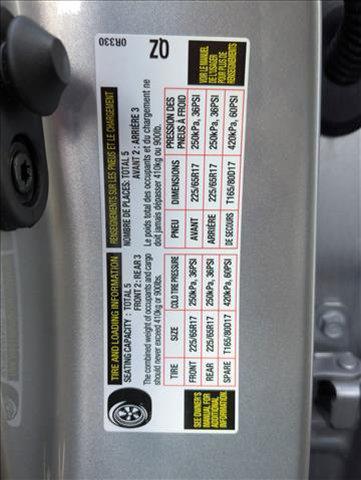 TIRE AND LOADING INFORMATION
SEATING CAPACITY : TOTAL 5
FRONT 2 : REAR 3
The combined weight of occupants and cargo
should never exceed 410kg or 900lbs.
TIRE SIZE COLD TIRE PRESSURE
FRONT 225/65R17 250kPa, 36PSI
REAR 225/65R17 250kPa, 36PSI
SPARE T165/80D17 420kPa, 60PSI
SEE OWNER'S
MANUAL FOR
ADDITIONAL
INFORMATION.
RENSEIGNEMENTS SUR LES PNEUS ET LE CHARGEMENT
NOMBRE DE PLACES: TOTAL 5
AVANT 2 : ARRIÈRE 3
Le poids total des occupants et du chargement ne
doit jamais dépasser 410kg or 900lb.
PNEU DIMENSIONS PRESSION DES
PNEUS À FROID
AVANT 225/65R17 250kPa, 36PSI
ARRIÈRE 225/65R17 250kPa, 36PSI
DE SECOURS T165/80D17 420kPa, 60PSI
VOIR LE MANUEL
DE L'USAGER
POUR PLUS DE
RENSEIGNEMENTS
0R330
QZ